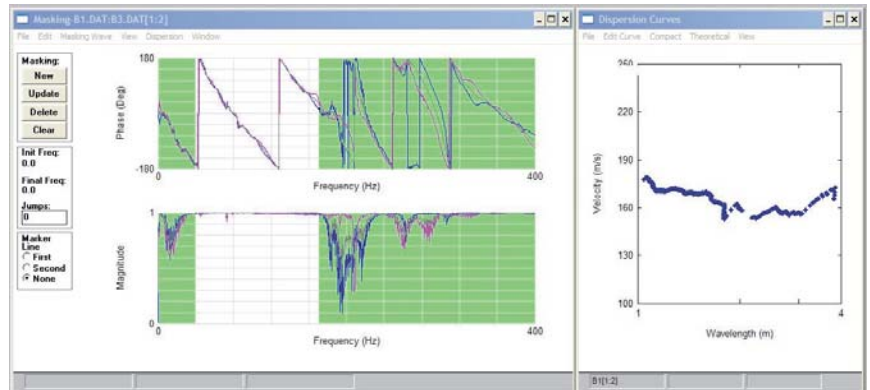 Masking-B1.DAT:B3.DAT[1:2]
File Edit Masking Wave View Dispersion Window
Masking:
New
Update
Delete
Clear
Init Freq:
0.0
Final Freq:
0.0
Jumps:
0
Marker
Line
First
Second
None
180
Phase (Deg)
-180
Frequency (Hz)
400
1
Magnitude
0
0
Frequency (Hz)
400
Dispersion Curves
File Edit Curve Compact Theoretical View
250
220
190
Velocity (m/s)
160
130
100
1
4
Wavelength (m)
B1[1:2]